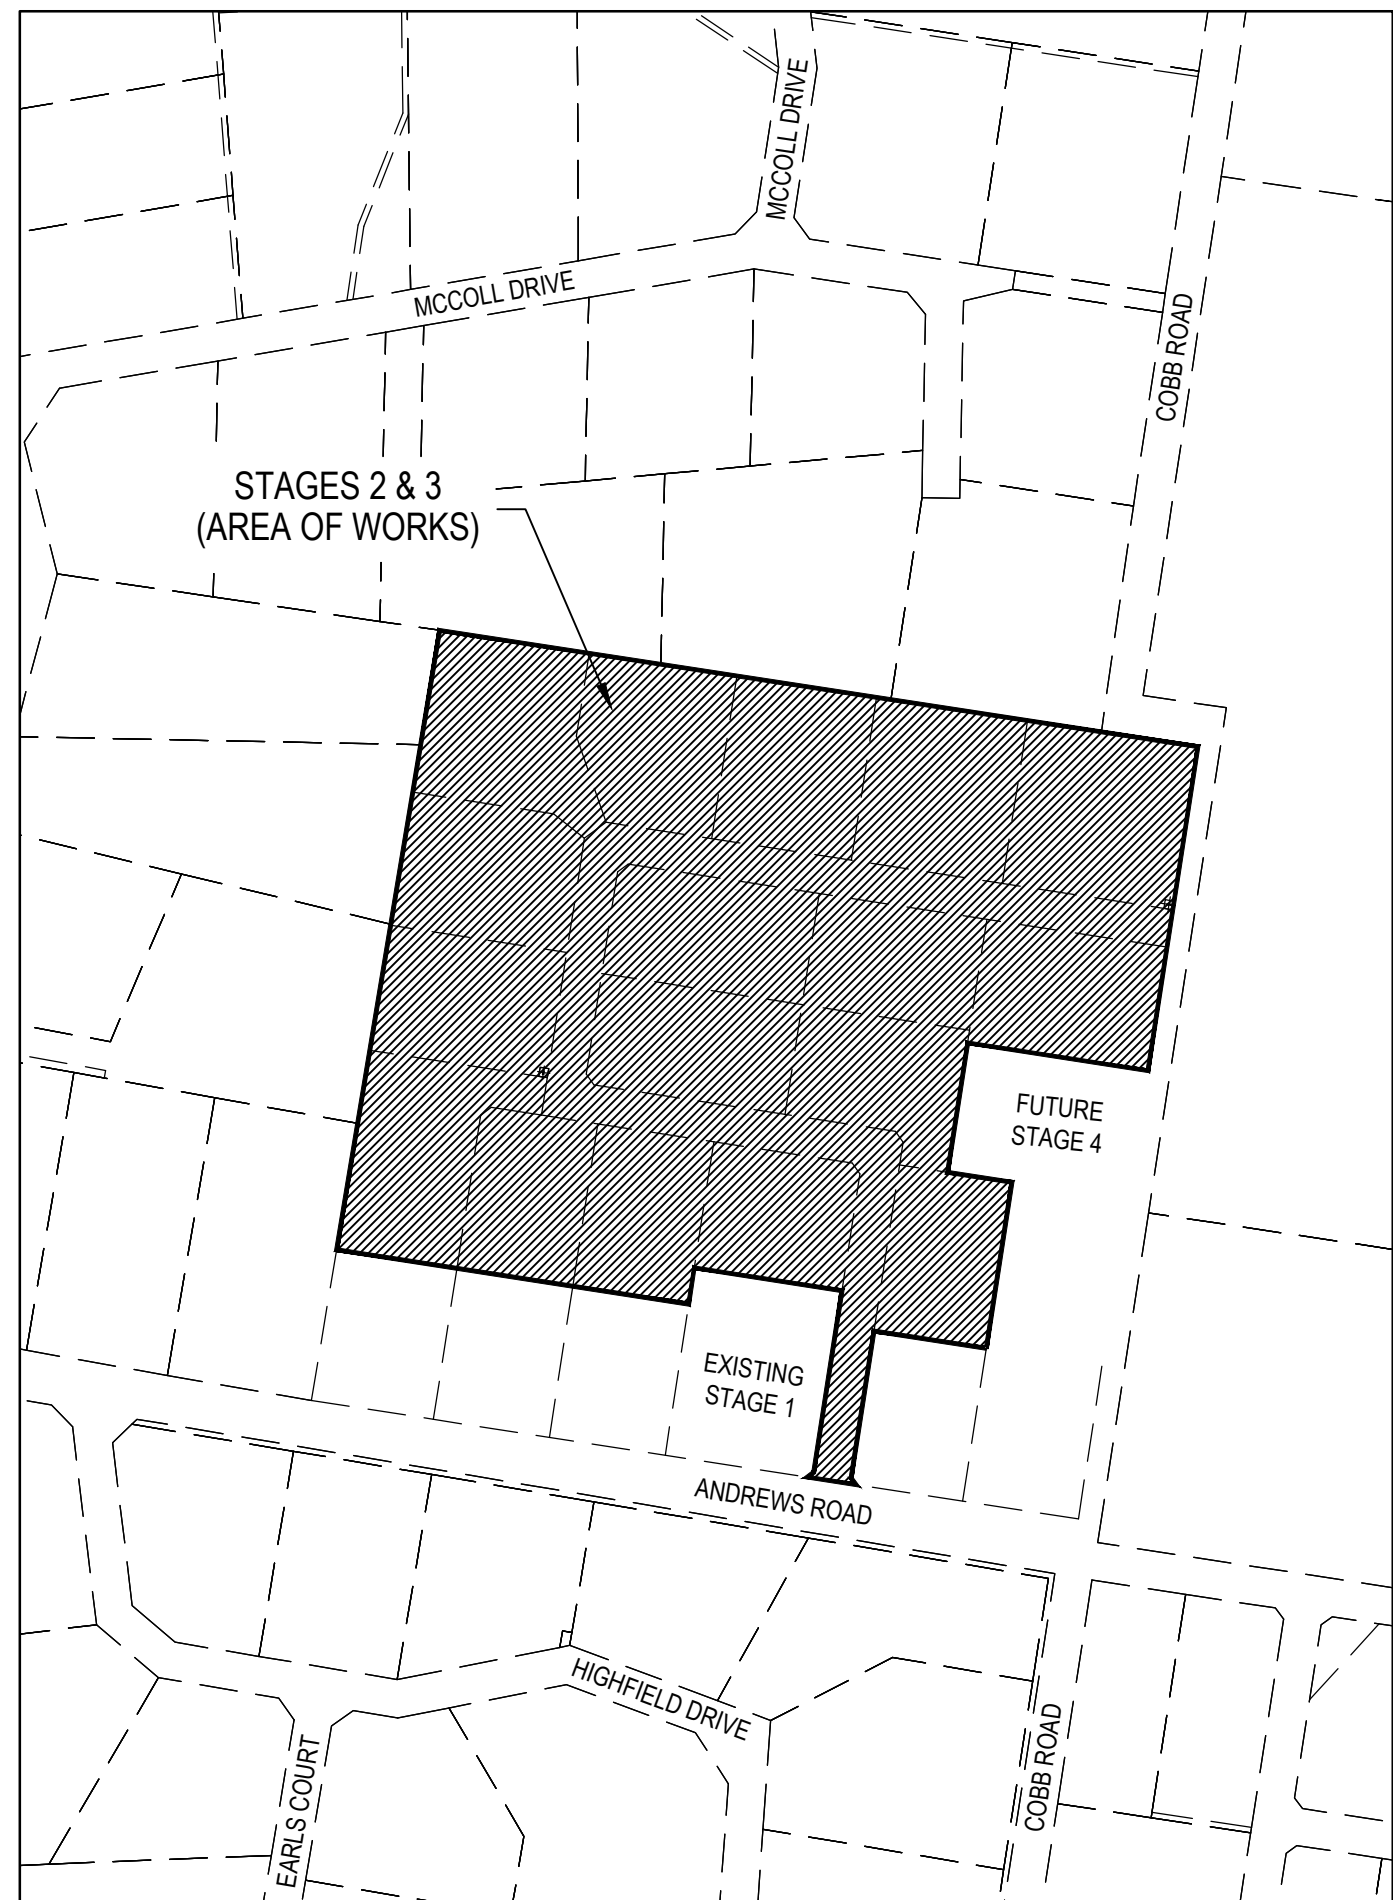 MCCOLL DRIVE
MCCOLL DRIVE
COBB ROAD
STAGES 2 & 3
(AREA OF WORKS)
FUTURE
STAGE 4
EXISTING
STAGE 1
ANDREWS ROAD
HIGHFIELD DRIVE
EARLS COURT
COBB ROAD